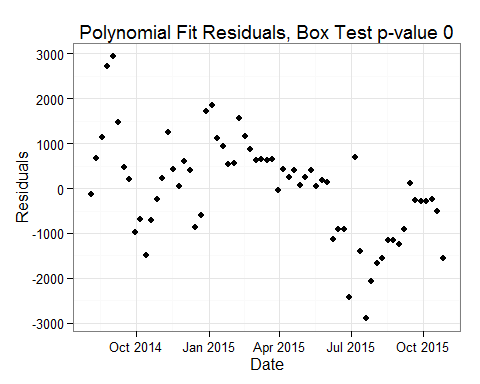 Polynomial Fit Residuals, Box Test p-value 0
3000
2000
1000
0
-1000
-2000
-3000
Residuals
Oct 2014 Jan 2015 Apr 2015 Jul 2015 Oct 2015
Date